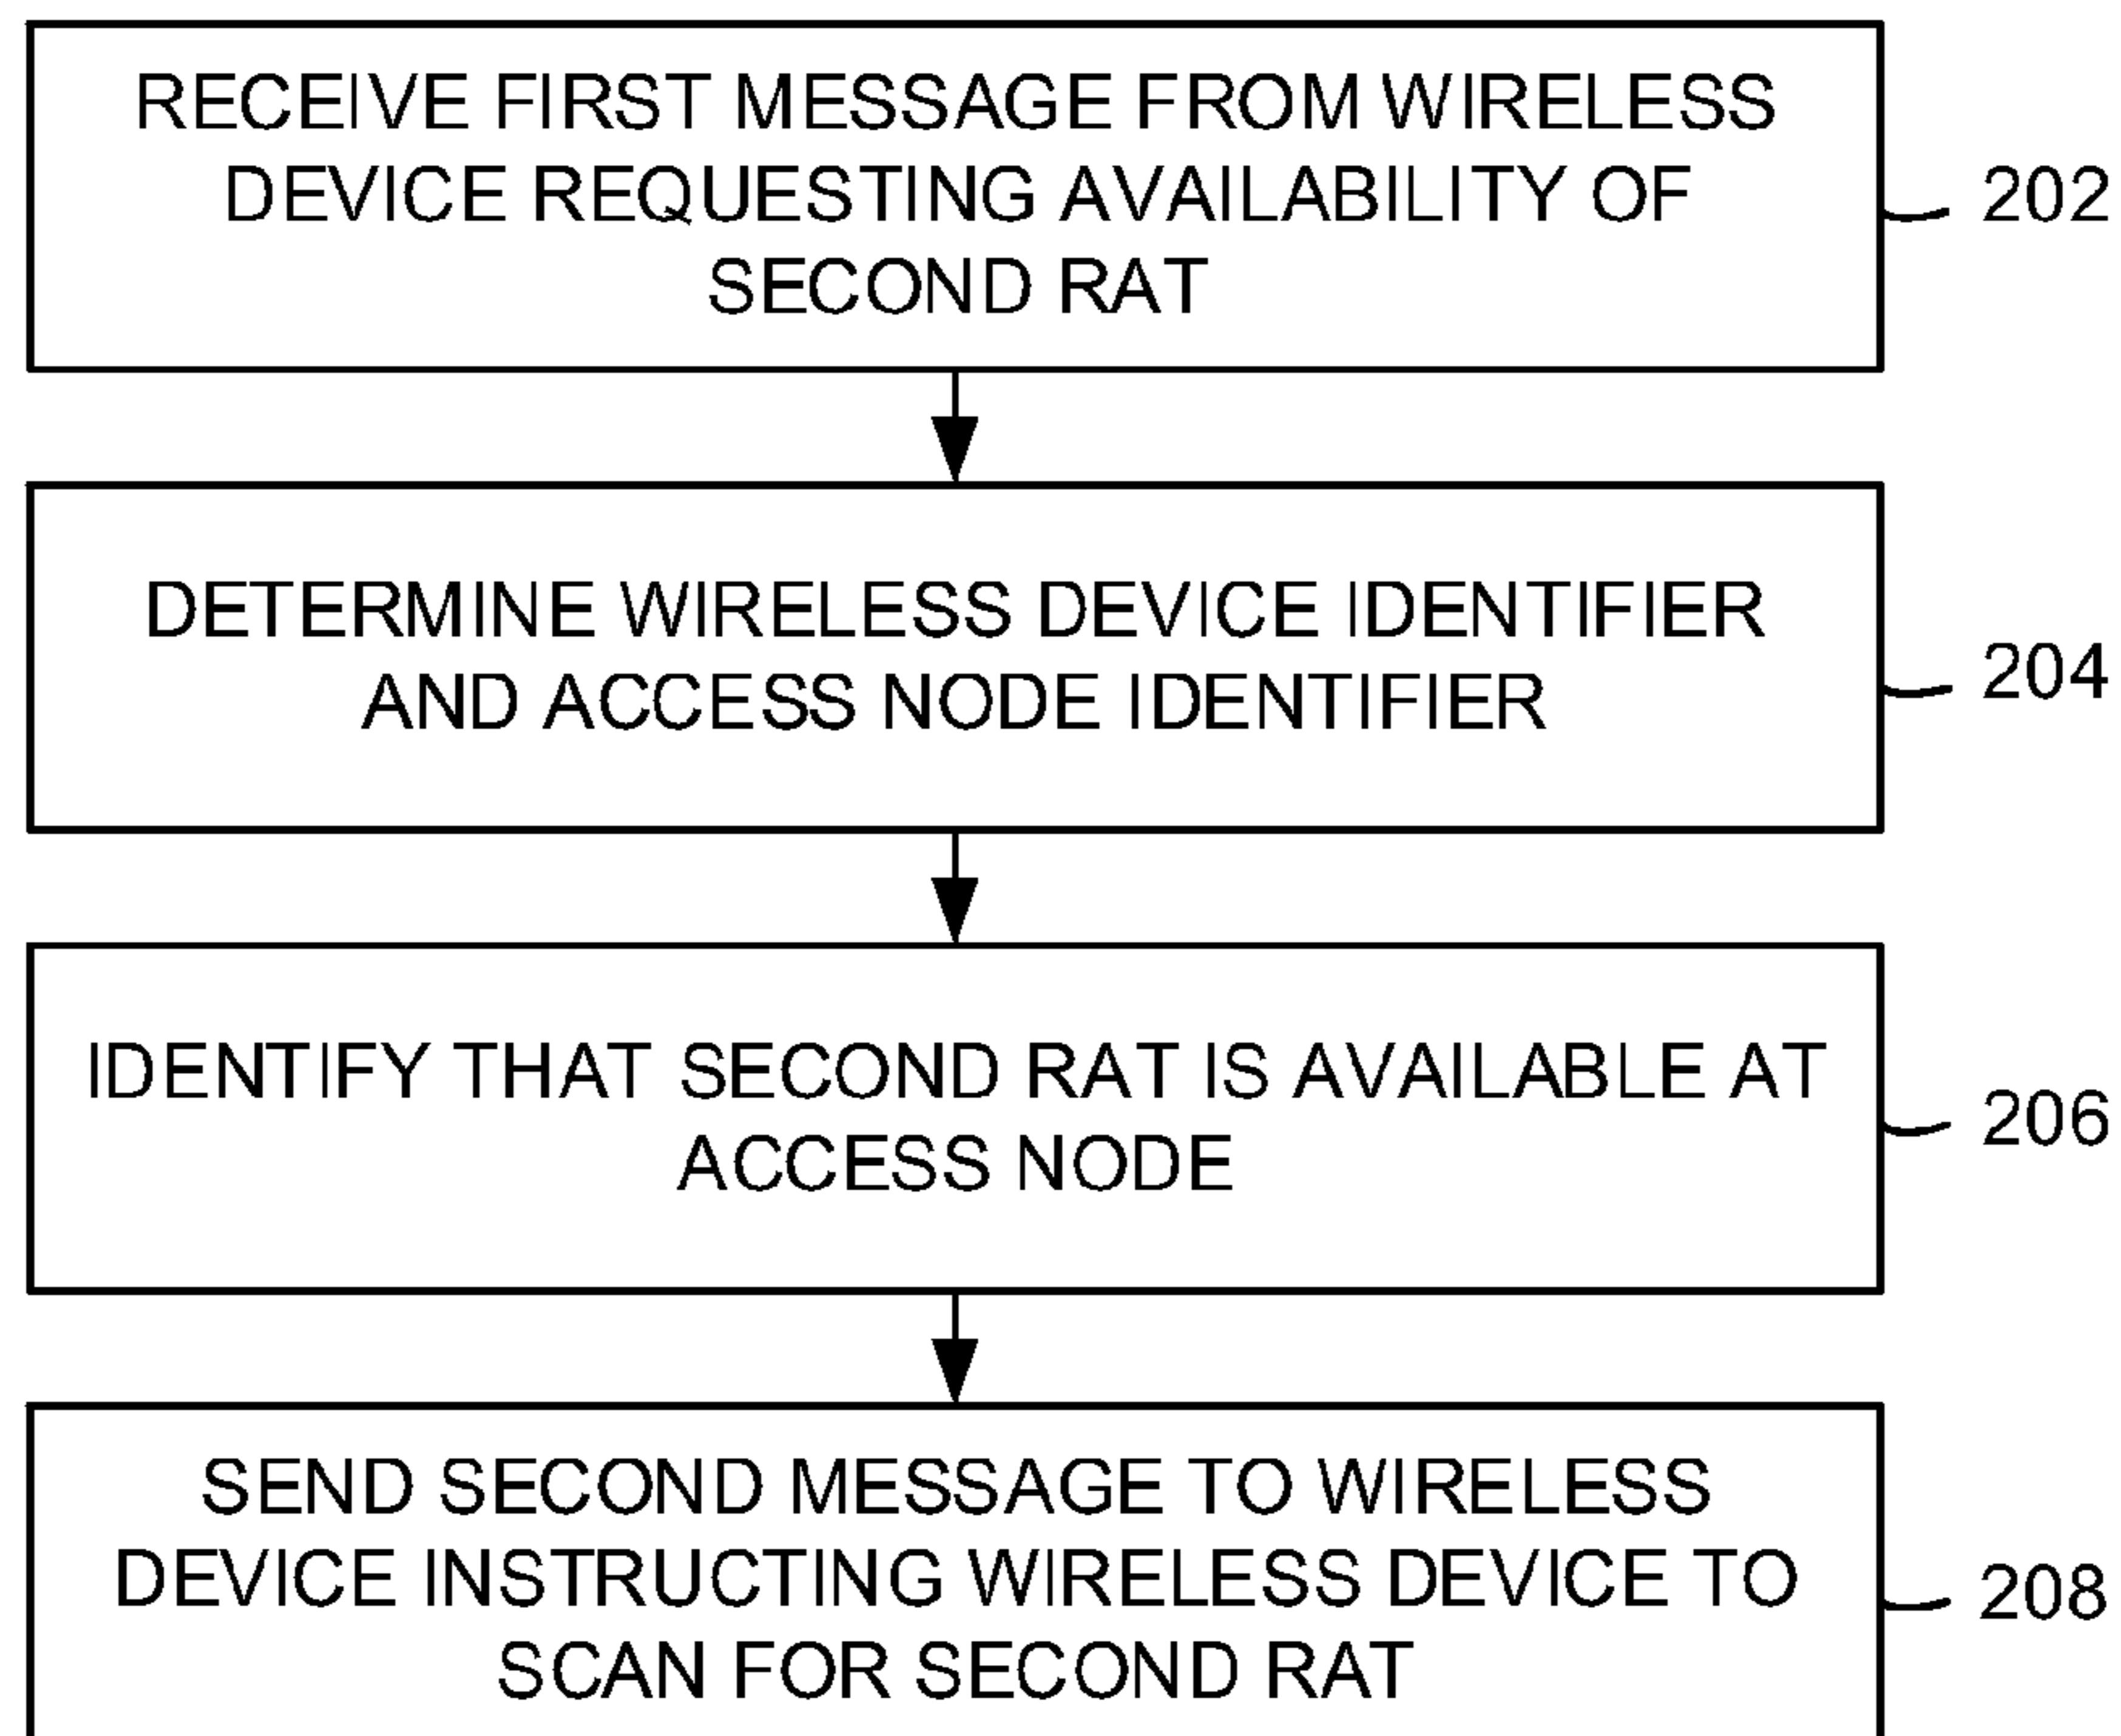 RECEIVE FIRST MESSAGE FROM WIRELESS
DEVICE REQUESTING AVAILABILITY OF
SECOND RAT
202
DETERMINE WIRELESS DEVICE IDENTIFIER
AND ACCESS NODE IDENTIFIER
204
IDENTIFY THAT SECOND RAT IS AVAILABLE AT
ACCESS NODE
206
SEND SECOND MESSAGE TO WIRELESS
DEVICE INSTRUCTING WIRELESS DEVICE TO
SCAN FOR SECOND RAT
208